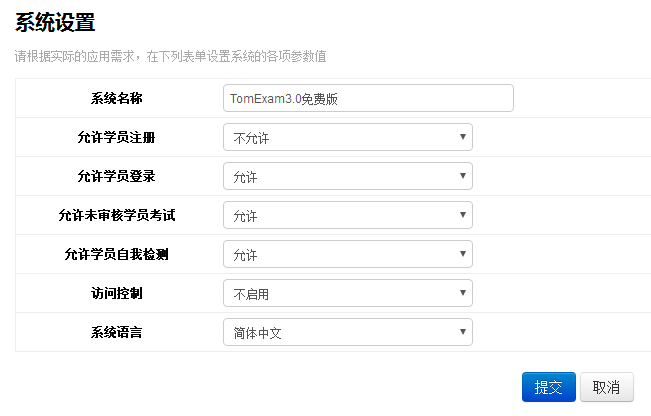 系统设置
请根据实际的应用需求，在下列表单设置系统的各项参数值
系统名称 TomExam3.0免费版
允许学员注册 不允许
允许学员登录 允许
允许未审核学员考试 允许
允许学员自我检测 允许
访问控制 不启用
系统语言 简体中文
提交 取消